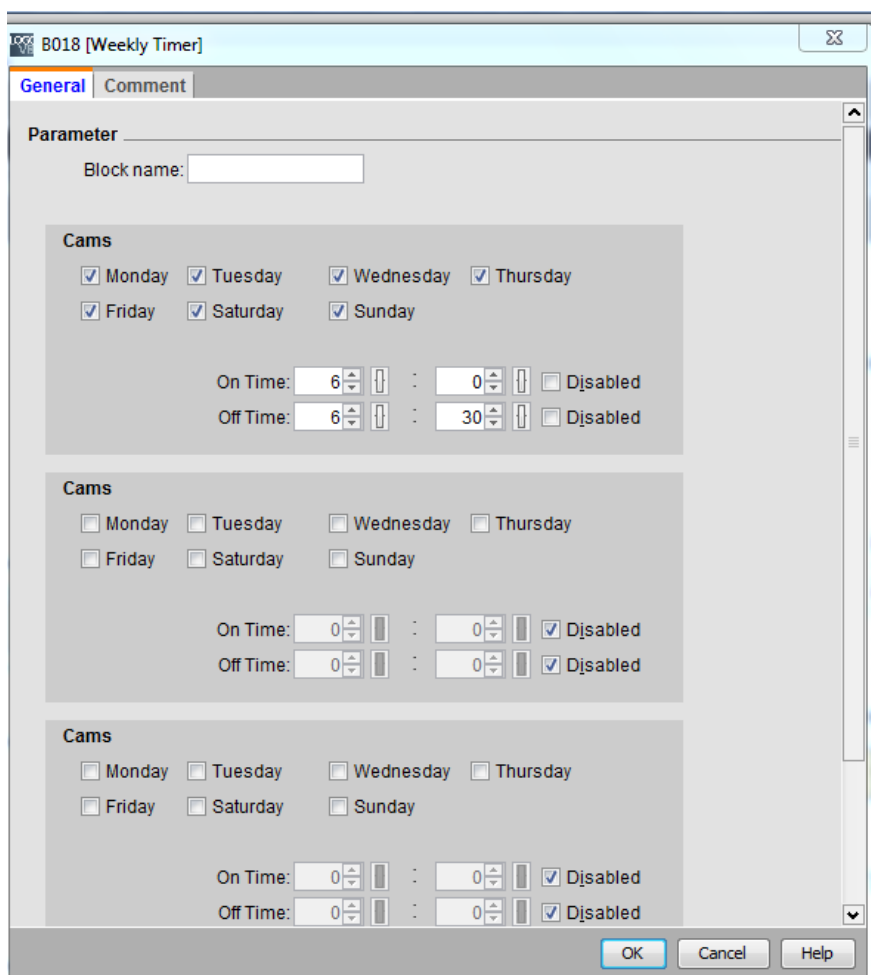 B018 [Weekly Timer]
General Comment
Parameter
Block name:
Cams
Monday Tuesday Wednesday Thursday
Friday Saturday Sunday
On Time: 6 : 0 Disabled
Off Time: 6 : 30 Disabled
Cams
Monday Tuesday Wednesday Thursday
Friday Saturday Sunday
On Time: 0 : 0 Disabled
Off Time: 0 : 0 Disabled
Cams
Monday Tuesday Wednesday Thursday
Friday Saturday Sunday
On Time: 0 : 0 Disabled
Off Time: 0 : 0 Disabled
OK Cancel Help